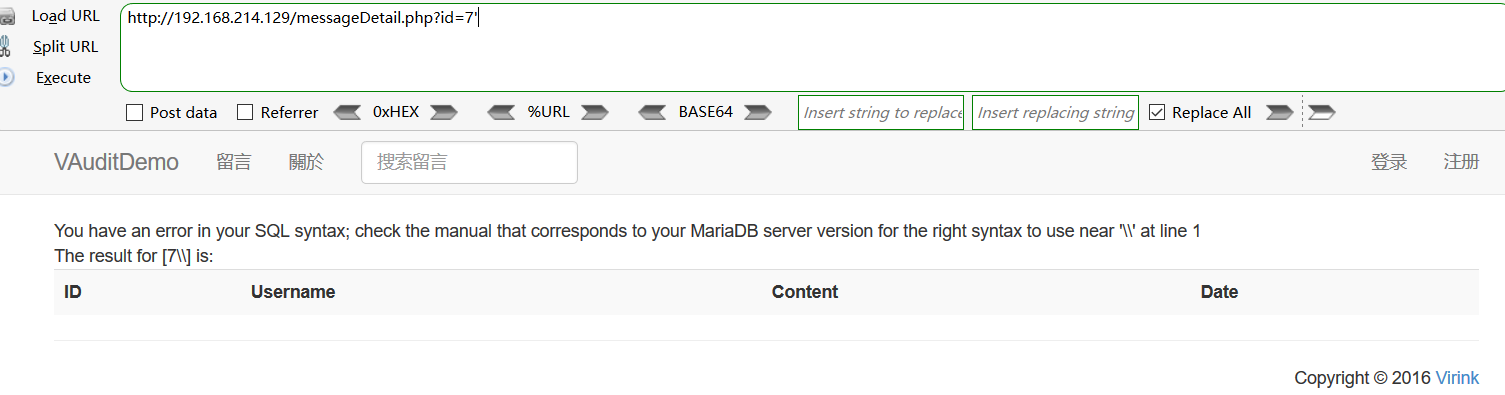 Load URL
http://192.168.214.129/messageDetail.php?id=7'
Split URL
Execute
Post data Referrer 0xHEX %URL BASE64 Insert string to replace Insert replacing string Replace All
VAuditDemo 留言 關於 搜索留言 登录 注册
You have an error in your SQL syntax; check the manual that corresponds to your MariaDB server version for the right syntax to use near '\\' at line 1
The result for [7\\] is:
ID Username Content Date
Copyright © 2016 Virink